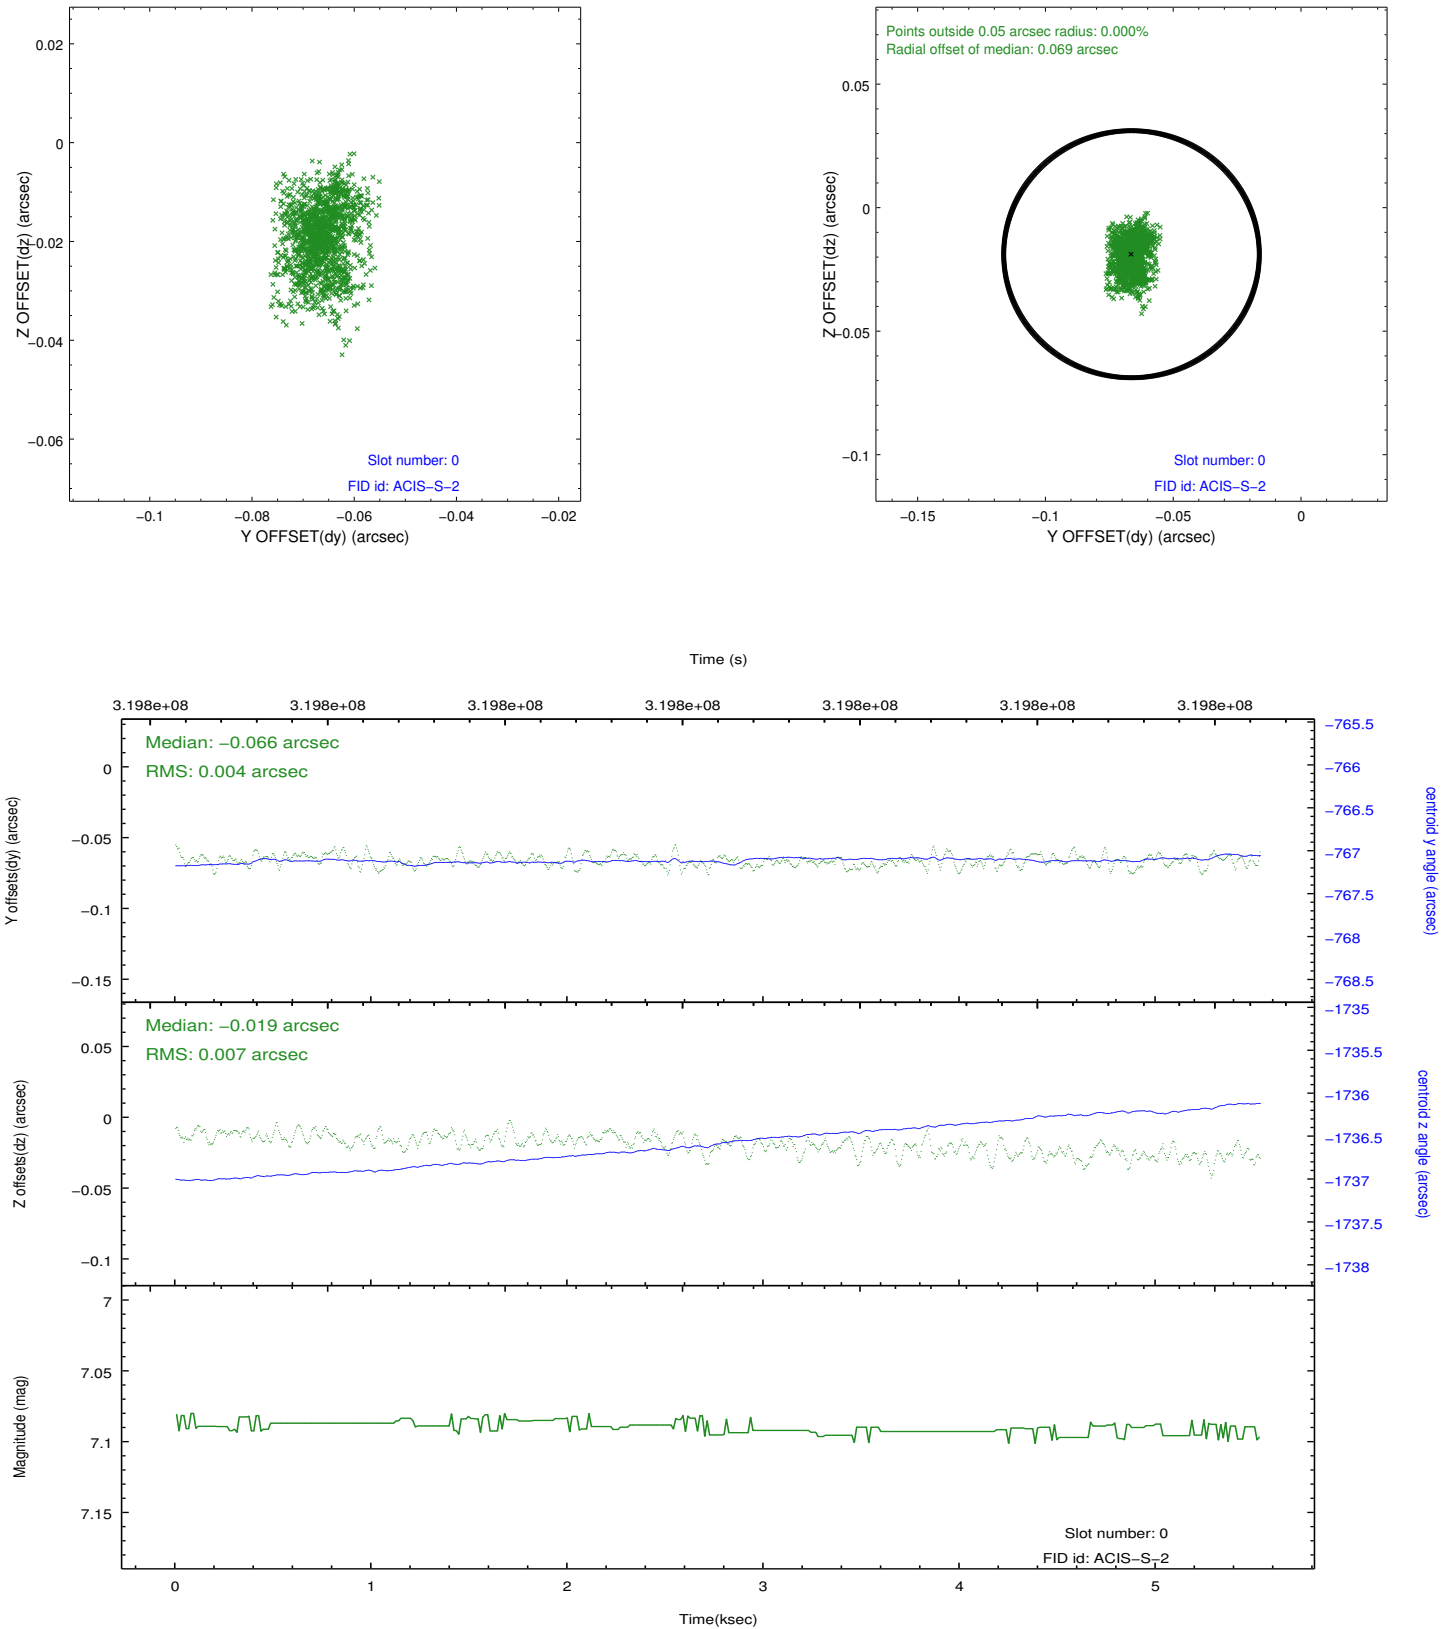 0.02
0
−0.02
−0.04
−0.06
Z OFFSET(dz) (arcsec)
Slot number: 0
FID id: ACIS−S−2
−0.1
−0.08
−0.06
−0.04
−0.02
Y OFFSET(dy) (arcsec)
Points outside 0.05 arcsec radius: 0.000%
Radial offset of median: 0.069 arcsec
0.05
0
−0.05
−0.1
Z OFFSET(dz) (arcsec)
Slot number: 0
FID id: ACIS−S−2
−0.15
−0.1
−0.05
0
Y OFFSET(dy) (arcsec)
Time (s)
3.198e+08
3.198e+08
3.198e+08
3.198e+08
3.198e+08
3.198e+08
3.198e+08
Median: −0.066 arcsec
RMS: 0.004 arcsec
0
−0.05
−0.1
−0.15
Y offsets(dy) (arcsec)
−765.5
−766
−766.5
−767
−767.5
−768
−768.5
centroid y angle (arcsec)
Median: −0.019 arcsec
RMS: 0.007 arcsec
0.05
0
−0.05
−0.1
Z offsets(dz) (arcsec)
−1735
−1735.5
−1736
−1736.5
−1737
−1737.5
−1738
centroid z angle (arcsec)
7
7.05
7.1
7.15
Magnitude (mag)
Slot number: 0
FID id: ACIS−S−2
0
1
2
3
4
5
Time(ksec)